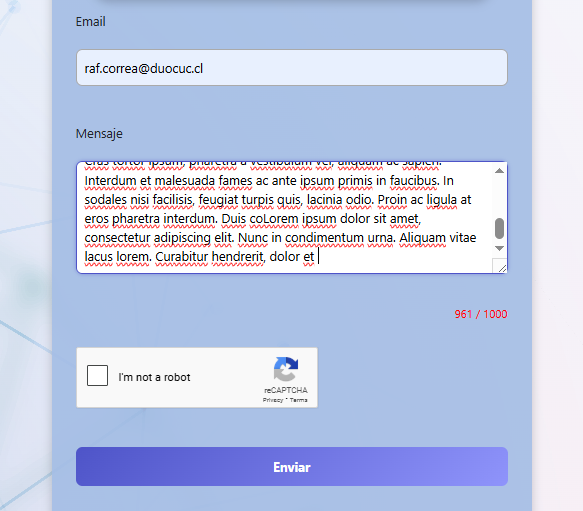 Email
raf.correa@duocuc.cl
Mensaje
Cras tortor ipsum, pharetra a vestibulum vel, aliquam ac sapien.
Interdum et malesuada fames ac ante ipsum primis in faucibus. In
sodales nisi facilisis, feugiat turpis quis, lacinia odio. Proin ac ligula at
eros pharetra interdum. Duis coLorem ipsum dolor sit amet,
consectetur adipiscing elit. Nunc in condimentum urna. Aliquam vitae
lacus lorem. Curabitur hendrerit, dolor et
961 / 1000
I'm not a robot
reCAPTCHA
Privacy - Terms
Enviar